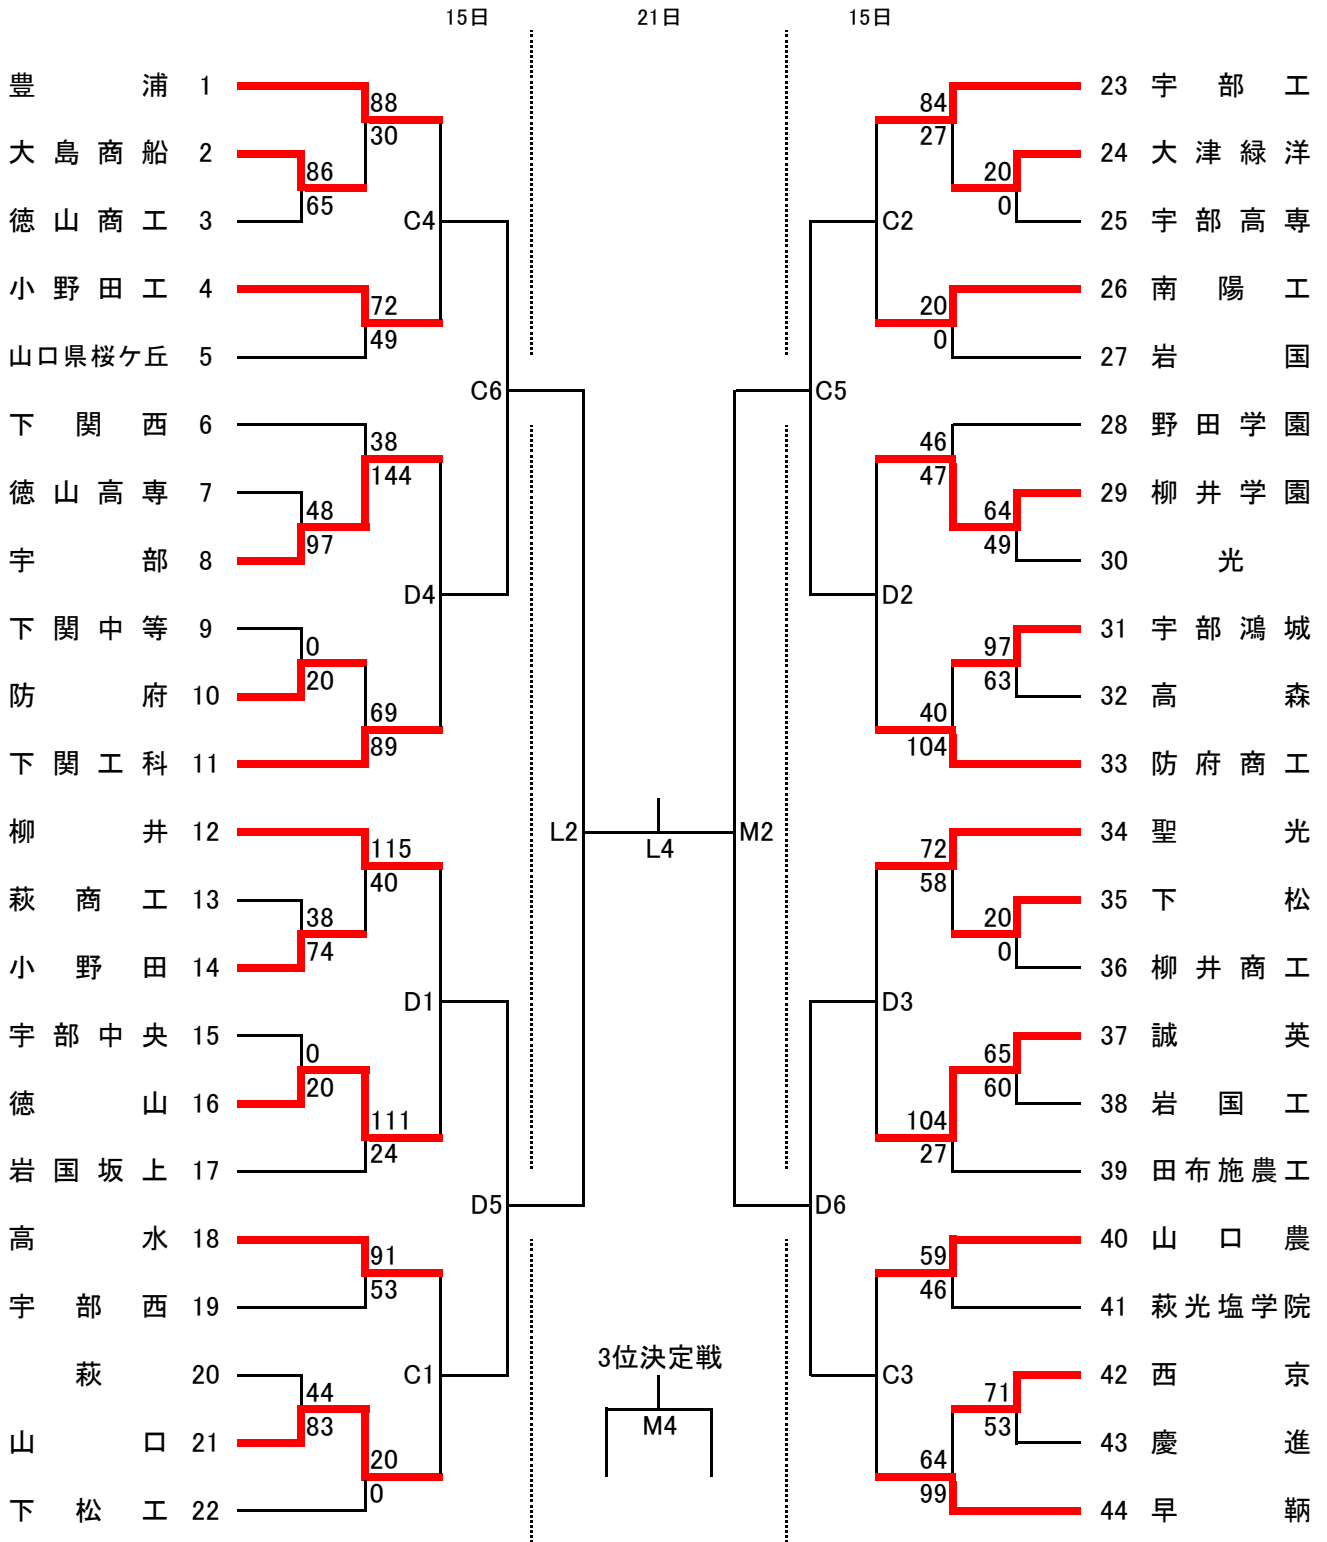 15日 21日 15日
豊浦 1
88
84
23 宇部工
30
27
大島商船 2
24 大津緑洋
86
20
65
0
徳山商工 3
C4
C2
25 宇部高専
小野田工 4
26 南陽工
72
20
49
0
山口県桜ケ丘 5
27 岩国
C6
C5
下関西 6
28 野田学園
38
46
144
47
徳山高専 7
29 柳井学園
48
64
97
49
宇部 8
30 光
D4
D2
下関中等 9
31 宇部鴻城
0
97
20
63
防府 10
32 高森
69
40
89
104
下関工科 11
33 防府商工
柳井 12
L2
L4
M2
34 聖光
115
72
40
58
萩商工 13
35 下松
38
20
74
0
小野田 14
36 柳井商工
D1
D3
宇部中央 15
37 誠英
0
65
20
60
徳山 16
38 岩国工
111
104
24
27
岩国坂上 17
39 田布施農工
D5
D6
高水 18
40 山口農
91
59
53
46
宇部西 19
41 萩光塩学院
3位決定戦
萩 20
C1
C3
42 西京
44
71
83
M4
53
山口 21
43 慶進
20
64
0
99
下松工 22
44 早鞆